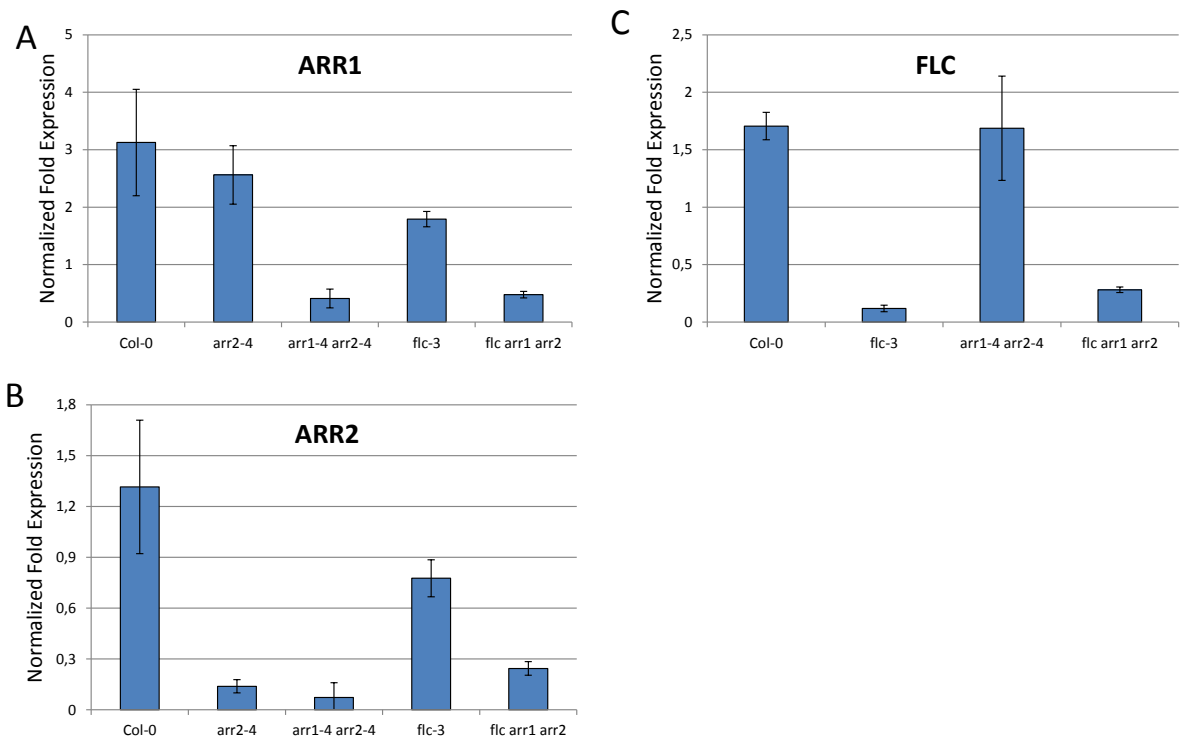 A
ARR1
Normalized Fold Expression
5
4
3
2
1
0
Col-0 arr2-4 arr1-4 arr2-4 flc-3 flc arr1 arr2
C
FLC
Normalized Fold Expression
2,5
2
1,5
1
0,5
0
Col-0 flc-3 arr1-4 arr2-4 flc arr1 arr2
B
ARR2
Normalized Fold Expression
1,8
1,5
1,2
0,9
0,6
0,3
0
Col-0 arr2-4 arr1-4 arr2-4 flc-3 flc arr1 arr2